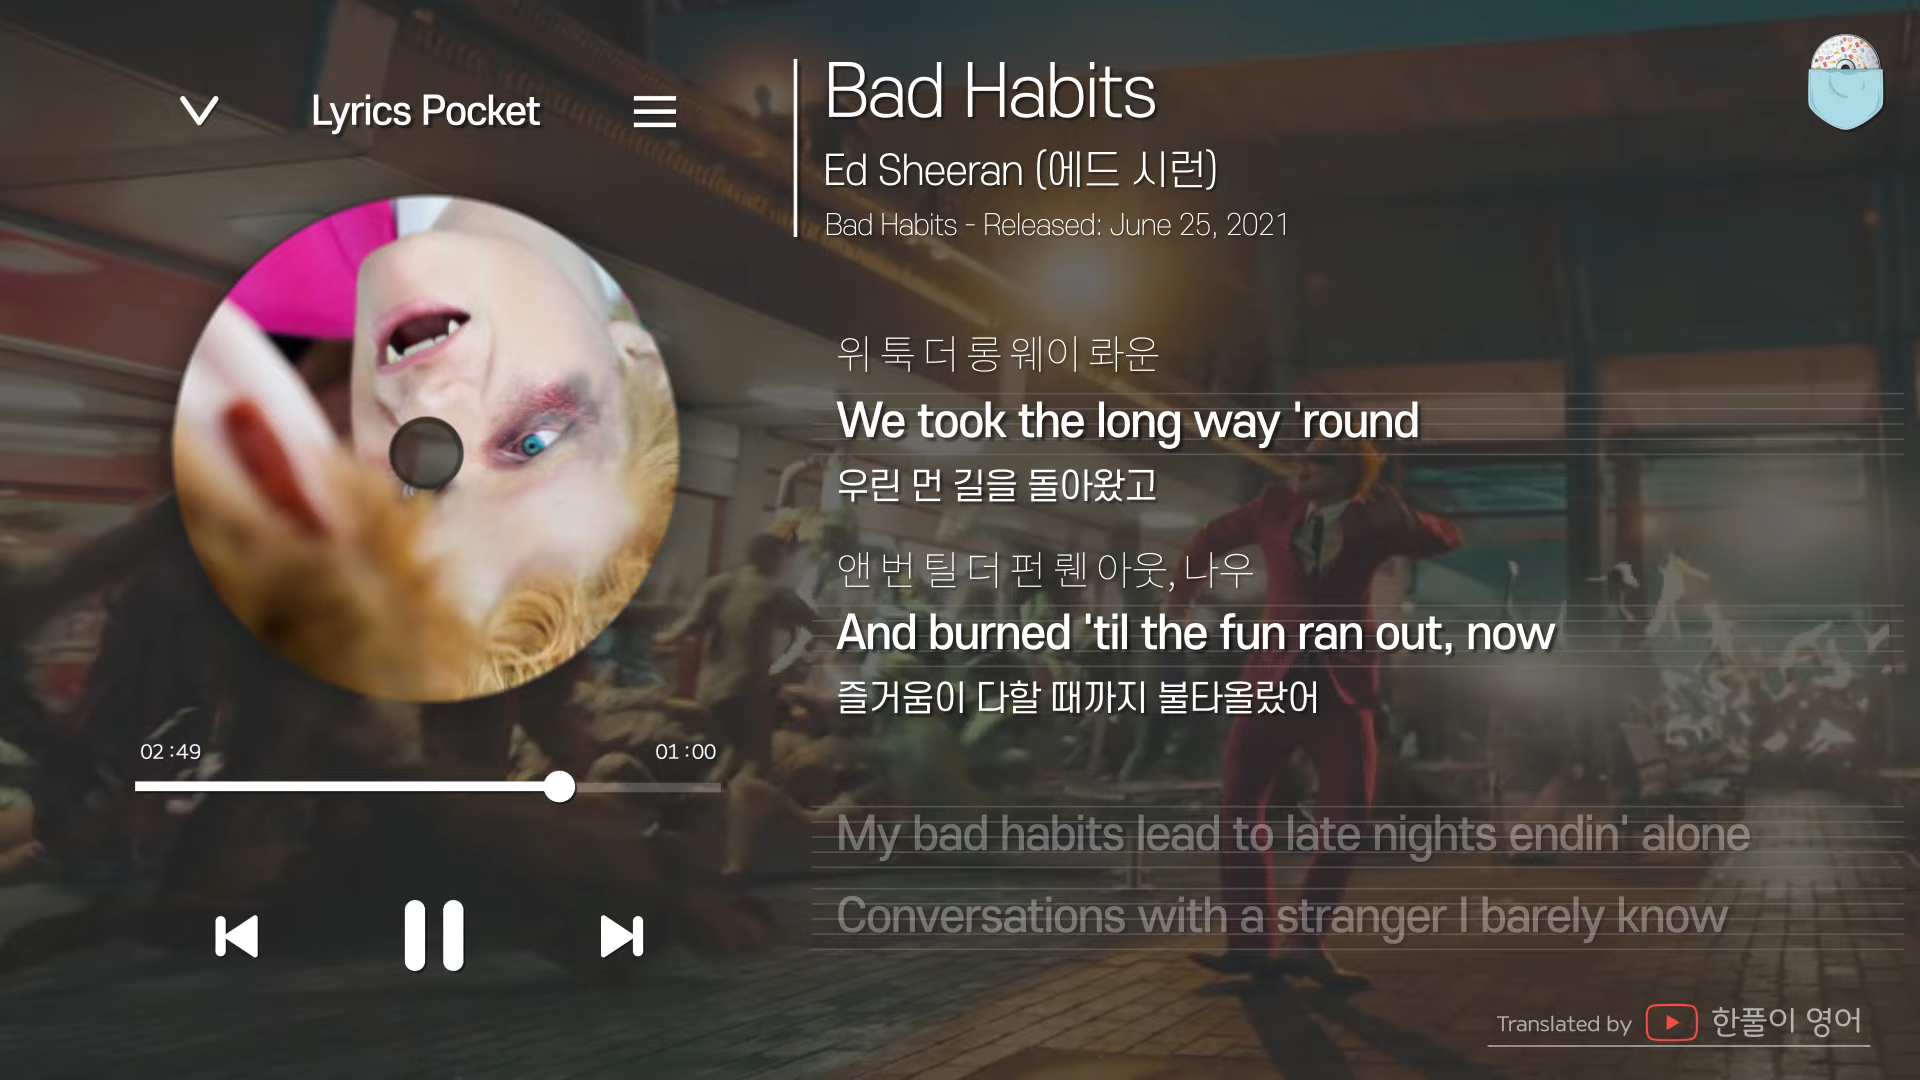 Lyrics Pocket
Bad Habits
Ed Sheeran (에드 시런)
Bad Habits - Released: June 25, 2021
위 툭 더 롱 웨이 롸운
We took the long way 'round
우린 먼 길을 돌아왔고
앤 번 틸 더 펀 뤤 아웃, 나우
And burned 'til the fun ran out, now
즐거움이 다할 때까지 불타올랐어
02:49
01:00
My bad habits lead to late nights endin' alone
Conversations with a stranger I barely know
Translated by 한풀이 영어